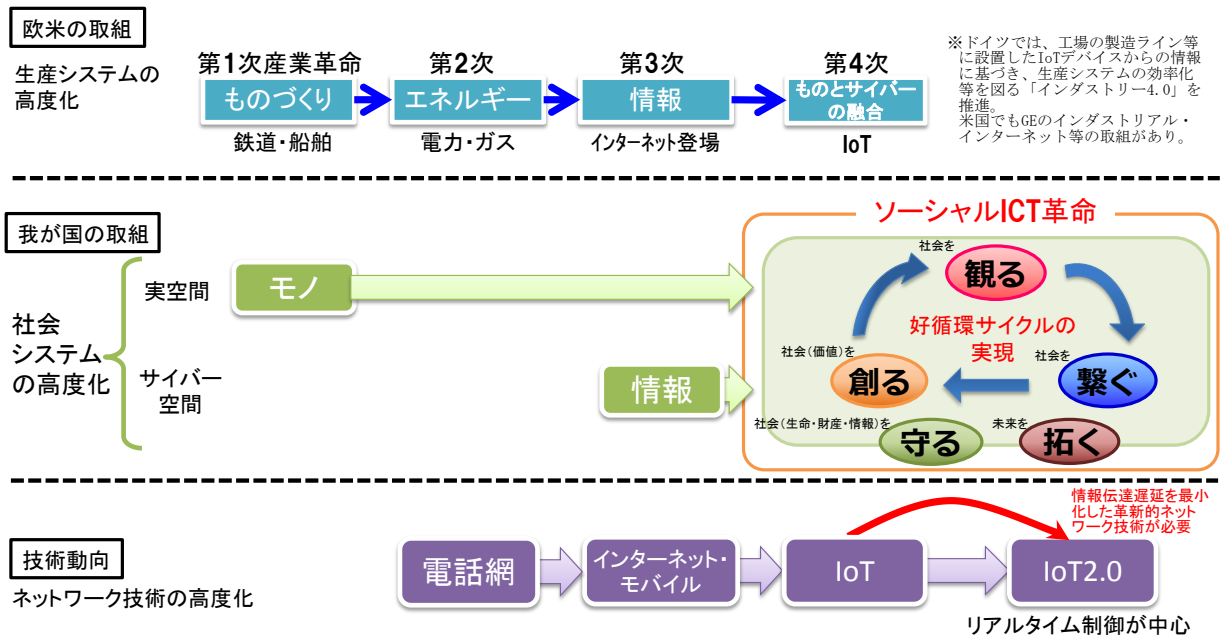 欧米の取組
生産システムの
高度化
第1次産業革命
ものづくり
鉄道・船舶
第2次
エネルギー
電力・ガス
第3次
情報
インターネット登場
第4次
ものとサイバー
の融合
IoT
※ドイツでは、工場の製造ライン等
に設置したIoTデバイスからの情報
に基づき、生産システムの効率化
等を図る「インダストリー4.0」を
推進。
米国でもGEのインダストリアル・
インターネット等の取組があり。
我が国の取組
社会
システム
の高度化
実空間
モノ
サイバー
空間
情報
ソーシャルICT革命
社会を
観る
好循環サイクルの
実現
社会を
繋ぐ
社会(価値)を
創る
社会(生命・財産・情報)を
守る
未来を
拓く
技術動向
ネットワーク技術の高度化
電話網
インターネット・
モバイル
IoT
IoT2.0
情報伝達遅延を最小
化した革新的ネット
ワーク技術が必要
リアルタイム制御が中心